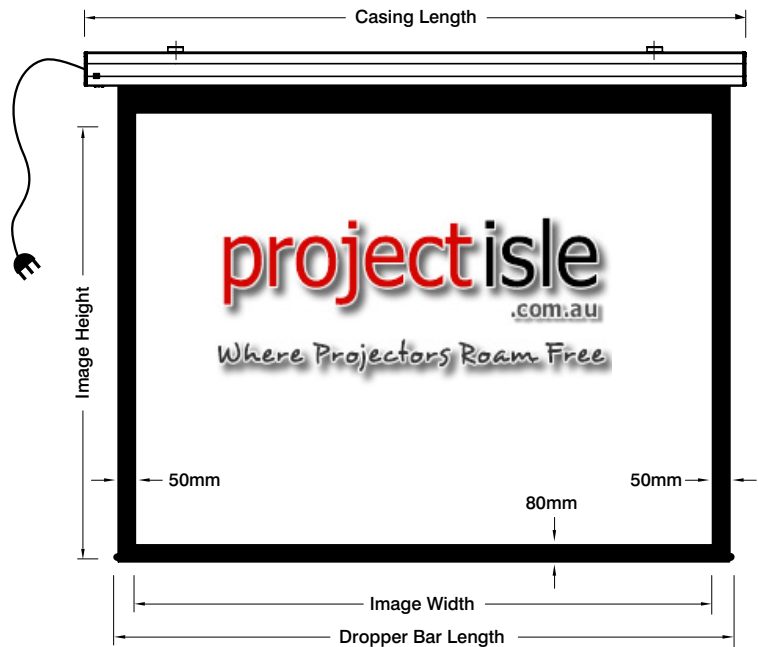 Casing Length
projectisle
.com.au
Where Projectors Roam Free
Image Height
50mm
50mm
80mm
Image Width
Dropper Bar Length